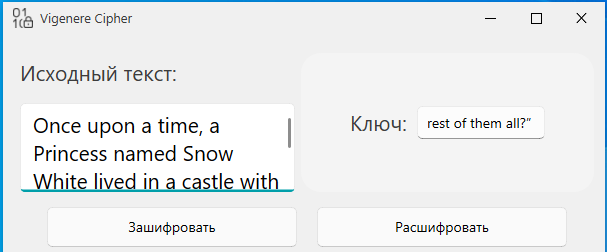 Vigenere Cipher
Исходный текст:
Once upon a time, a
Princess named Snow
White lived in a castle with
Ключ:
rest of them all?“
Зашифровать
Расшифровать